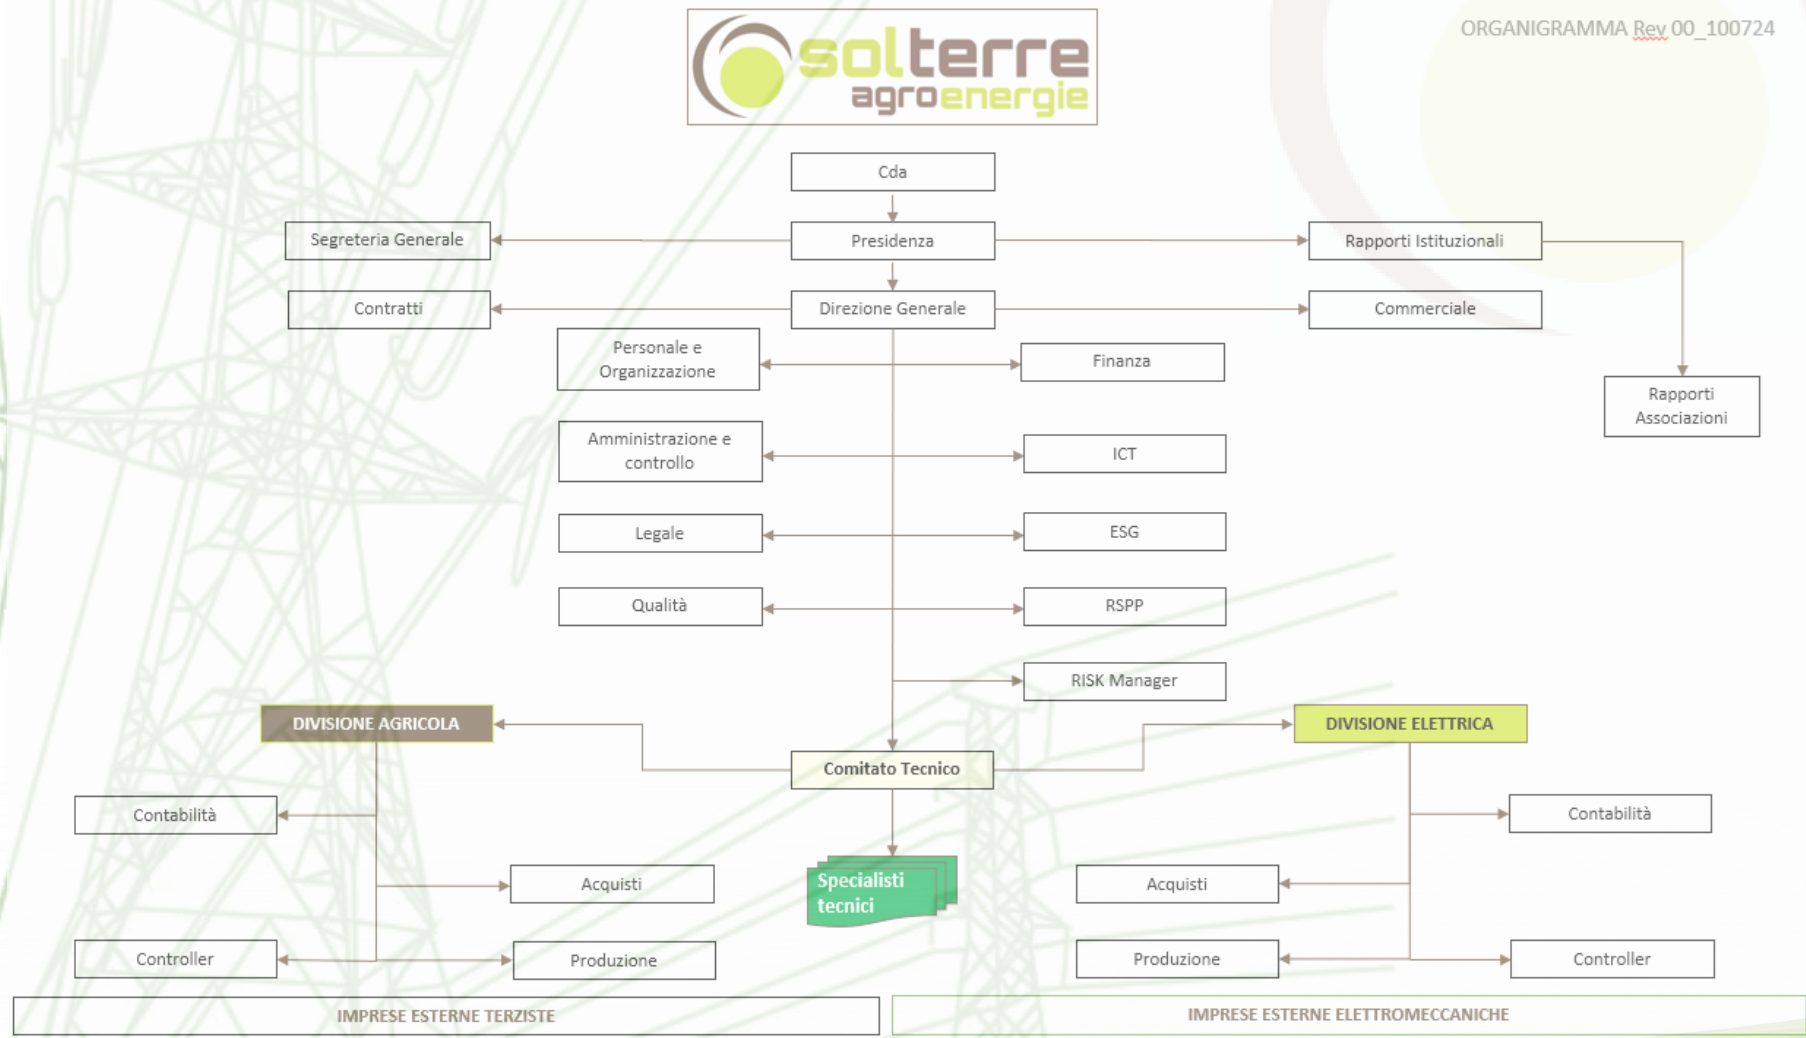 solterre
agroenergie
ORGANIGRAMMA Rev 00_100724
Cda
Segreteria Generale
Presidenza
Rapporti Istituzionali
Contratti
Direzione Generale
Commerciale
Personale e
Organizzazione
Finanza
Rapporti
Associazioni
Amministrazione e
controllo
ICT
Legale
ESG
Qualità
RSPP
RISK Manager
DIVISIONE AGRICOLA
DIVISIONE ELETTRICA
Comitato Tecnico
Contabilità
Contabilità
Acquisti
Specialisti
tecnici
Acquisti
Controller
Produzione
Produzione
Controller
IMPRESE ESTERNE TERZISTE
IMPRESE ESTERNE ELETTROMECCANICHE